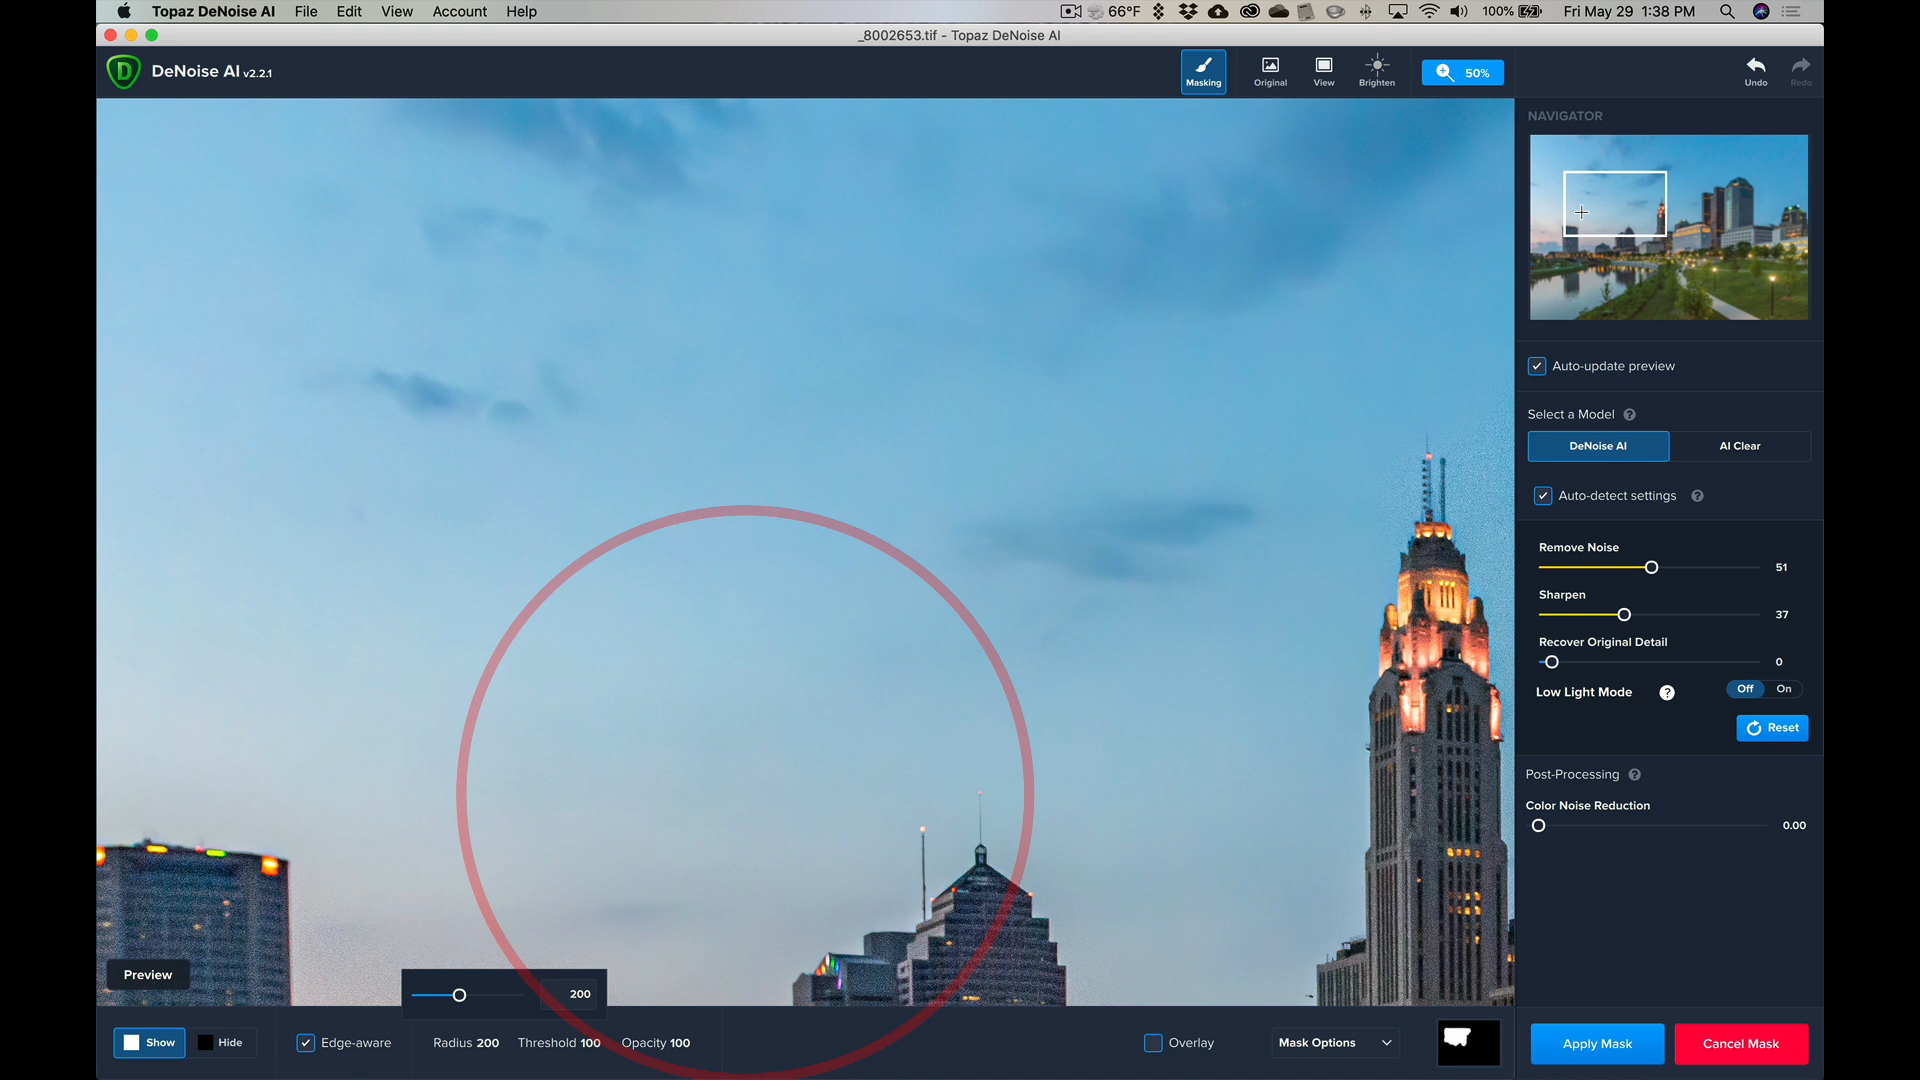 Topaz DeNoise AI File Edit View Account Help 66°F 100% Fri May 29 1:38 PM
_8002653.tif - Topaz DeNoise AI
D DeNoise AI v2.2.1 Masking Original View Brighten 50% Undo Redo
NAVIGATOR
Auto-update preview
Select a Model ?
DeNoise AI AI Clear
Auto-detect settings ?
Remove Noise
51
Sharpen
37
Recover Original Detail
0
Low Light Mode ? Off On
Reset
Post-Processing ?
Color Noise Reduction
0.00
Preview
200
Show Hide Edge-aware Radius 200 Threshold 100 Opacity 100 Overlay Mask Options Apply Mask Cancel Mask